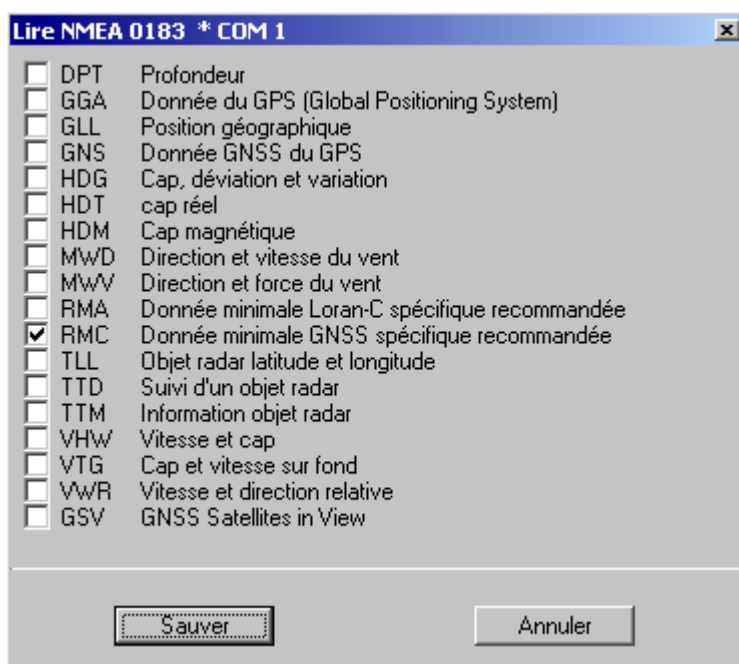 Lire NMEA 0183 * COM 1
DPT Profondeur
GGA Donnée du GPS (Global Positioning System)
GLL Position géographique
GNS Donnée GNSS du GPS
HDG Cap, déviation et variation
HDT cap réel
HDM Cap magnétique
MWD Direction et vitesse du vent
MWV Direction et force du vent
RMA Donnée minimale Loran-C spécifique recommandée
RMC Donnée minimale GNSS spécifique recommandée
TLL Objet radar latitude et longitude
TTD Suivi d'un objet radar
TTM Information objet radar
VHW Vitesse et cap
VTG Cap et vitesse sur fond
VWR Vitesse et direction relative
GSV GNSS Satellites in View
Sauver Annuler